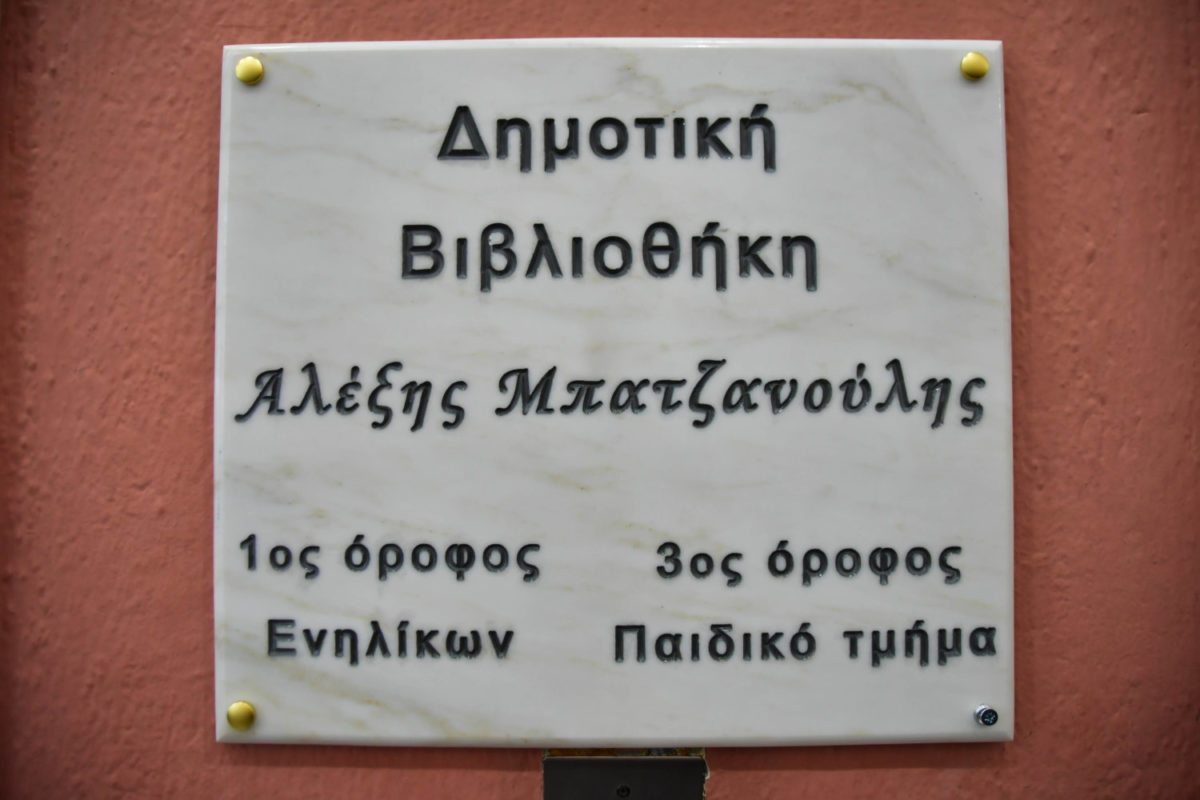 Δημοτική
Βιβλιοθήκη
Αλέξης Μπατζανούλης
1ος όροφος 3ος όροφος
Ενηλίκων Παιδικό τμήμα